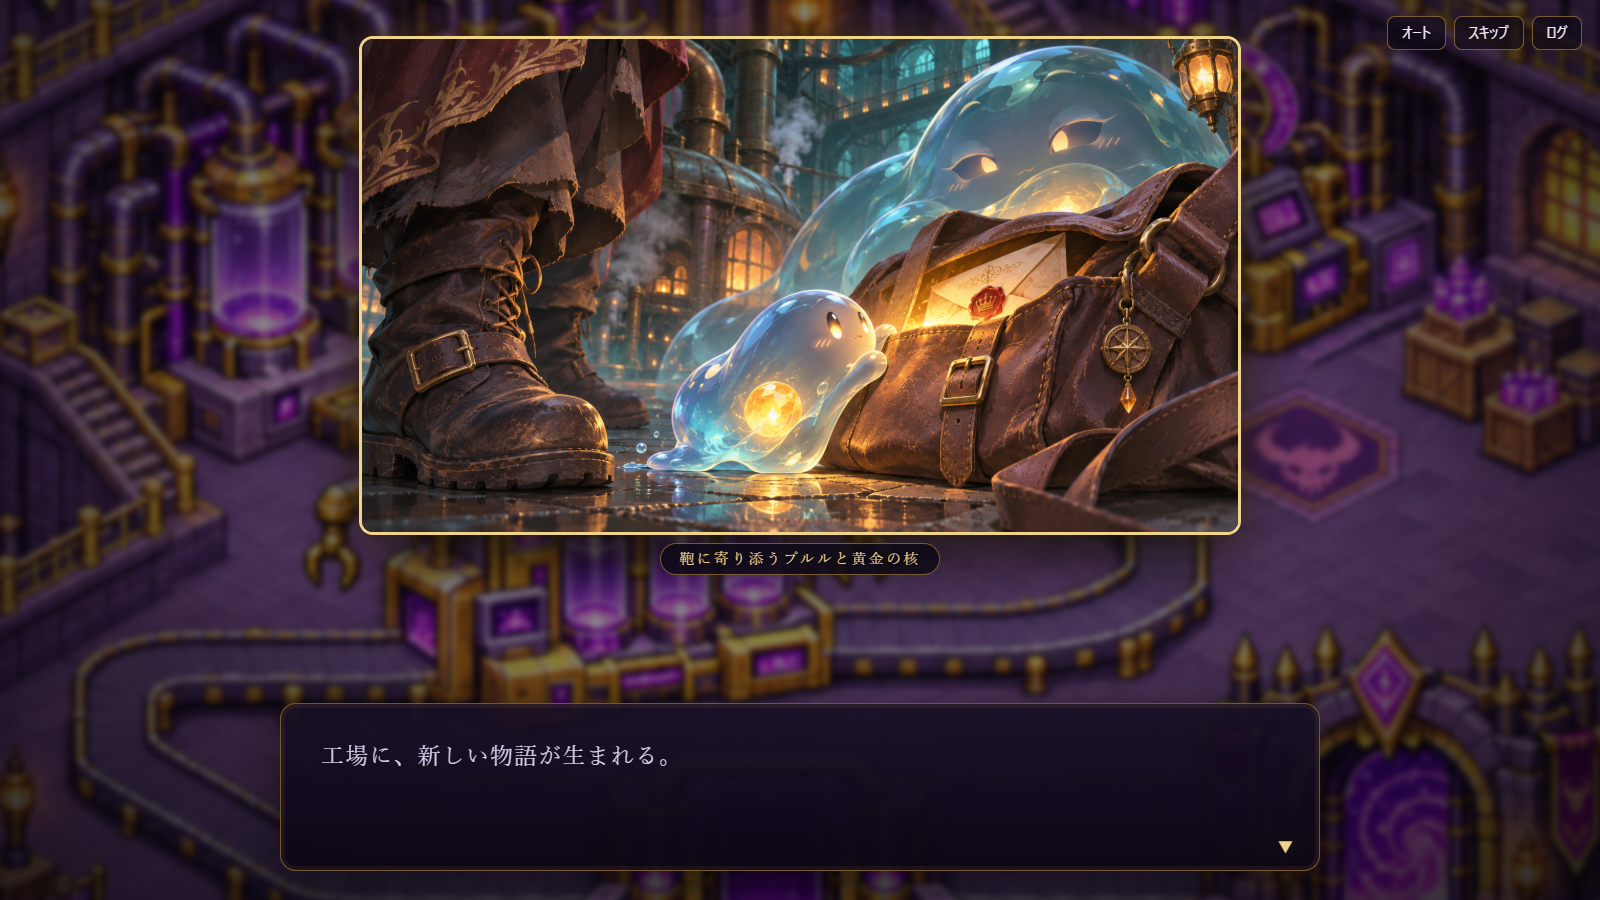 オート
スキップ
ログ
鞄に寄り添うプルルと黄金の核
工場に、新しい物語が生まれる。